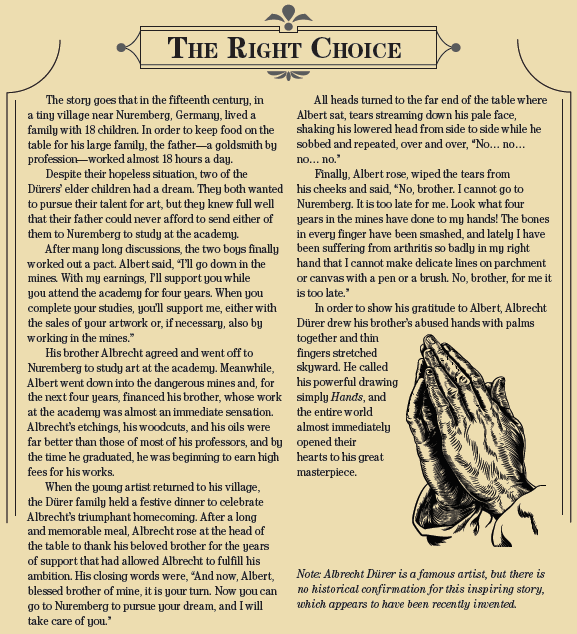 The Right Choice
The story goes that in the fifteenth century, in
a tiny village near Nuremberg, Germany, lived a
family with 18 children. In order to keep food on the
table for his large family, the father—a goldsmith by
profession—worked almost 18 hours a day.
Despite their hopeless situation, two of the
Dürers’ elder children had a dream. They both wanted
to pursue their talent for art, but they knew full well
that their father could never afford to send either of
them to Nuremberg to study at the academy.
After many long discussions, the two boys finally
worked out a pact. Albert said, “I’ll go down in the
mines. With my earnings, I’ll support you while
you attend the academy for four years. When you
complete your studies, you’ll support me, either with
the sales of your artwork or, if necessary, also by
working in the mines.”
His brother Albrecht agreed and went off to
Nuremberg to study art at the academy. Meanwhile,
Albert went down into the dangerous mines and, for
the next four years, financed his brother, whose work
at the academy was almost an immediate sensation.
Albrecht’s etchings, his woodcuts, and his oils were
far better than those of most of his professors, and by
the time he graduated, he was beginning to earn high
fees for his works.
When the young artist returned to his village,
the Dürer family held a festive dinner to celebrate
Albrecht’s triumphant homecoming. After a long
and memorable meal, Albrecht rose at the head of
the table to thank his beloved brother for the years
of support that had allowed Albrecht to fulfill his
ambition. His closing words were, “And now, Albert,
blessed brother of mine, it is your turn. Now you can
go to Nuremberg to pursue your dream, and I will
take care of you.”
All heads turned to the far end of the table where
Albert sat, tears streaming down his pale face,
shaking his lowered head from side to side while he
sobbed and repeated, over and over, “No… no…
no… no.”
Finally, Albert rose, wiped the tears from
his cheeks and said, “No, brother. I cannot go to
Nuremberg. It is too late for me. Look what four
years in the mines have done to my hands! The bones
in every finger have been smashed, and lately I have
been suffering from arthritis so badly in my right
hand that I cannot make delicate lines on parchment
or canvas with a pen or a brush. No, brother, for me it
is too late.”
In order to show his gratitude to Albert, Albrecht
Dürer drew his brother’s abused hands with palms
together and thin
fingers stretched
skyward. He called
his powerful drawing
simply Hands, and
the entire world
almost immediately
opened their
hearts to his great
masterpiece.
Note: Albrecht Dürer is a famous artist, but there is
no historical confirmation for this inspiring story,
which appears to have been recently invented.